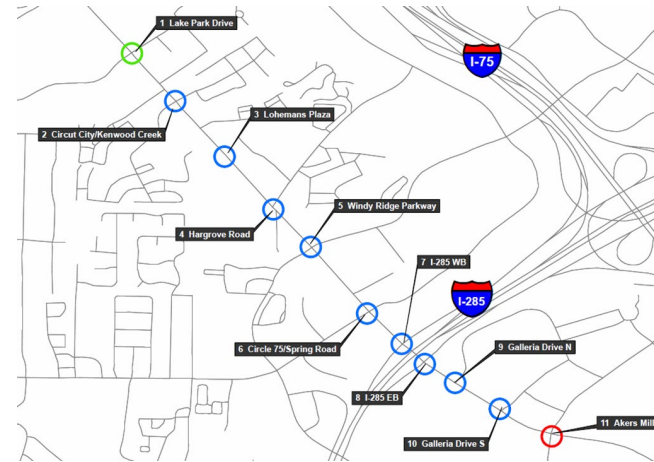 1 Lake Park Drive
I-75
2 Circut City/Kenwood Creek
3 Lohemans Plaza
5 Windy Ridge Parkway
4 Hargrove Road
7 I-285 WB
I-285
6 Circle 75/Spring Road
9 Galleria Drive N
8 I-285 EB
11 Akers Mill
10 Galleria Drive S